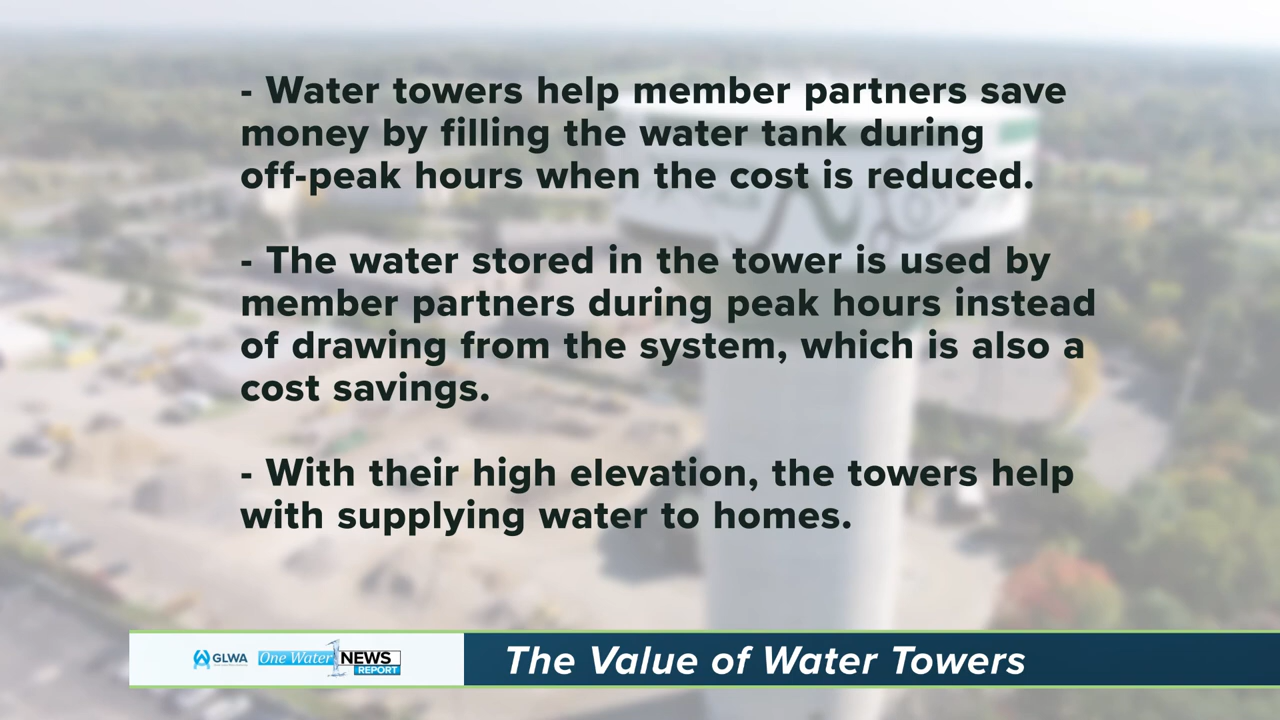 - Water towers help member partners save
money by filling the water tank during
off-peak hours when the cost is reduced.
- The water stored in the tower is used by
member partners during peak hours instead
of drawing from the system, which is also a
cost savings.
- With their high elevation, the towers help
with supplying water to homes.
GLWA
One Water 1 NEWS
REPORT
The Value of Water Towers